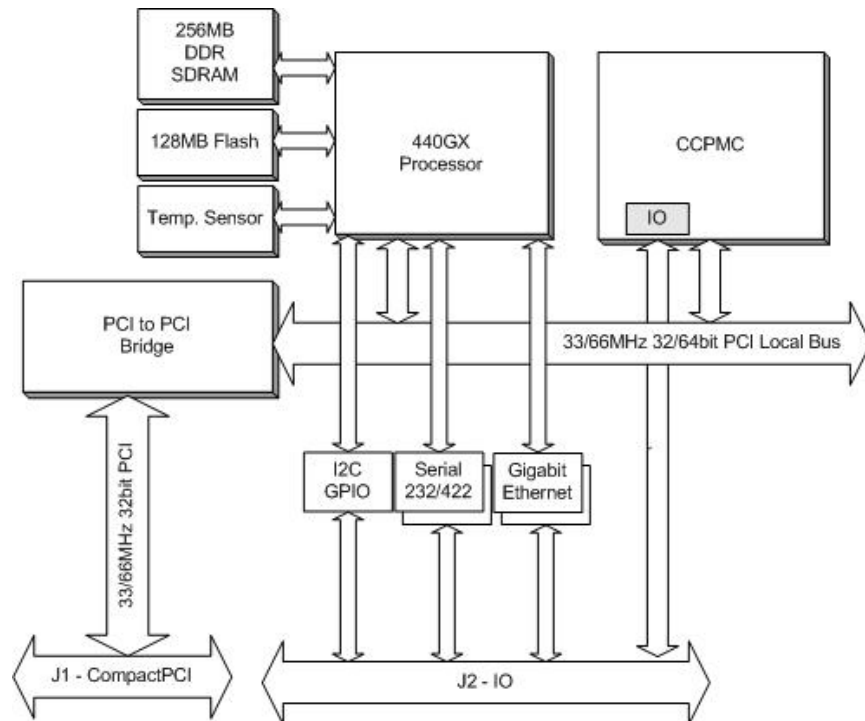 256MB
DDR
SDRAM
128MB Flash
Temp. Sensor
440GX
Processor
CCPMC
IO
PCI to PCI
Bridge
33/66MHz 32/64bit PCI Local Bus
33/66MHz 32bit PCI
I2C
GPIO
Serial
232/422
Gigabit
Ethernet
J1 - CompactPCI
J2 - IO